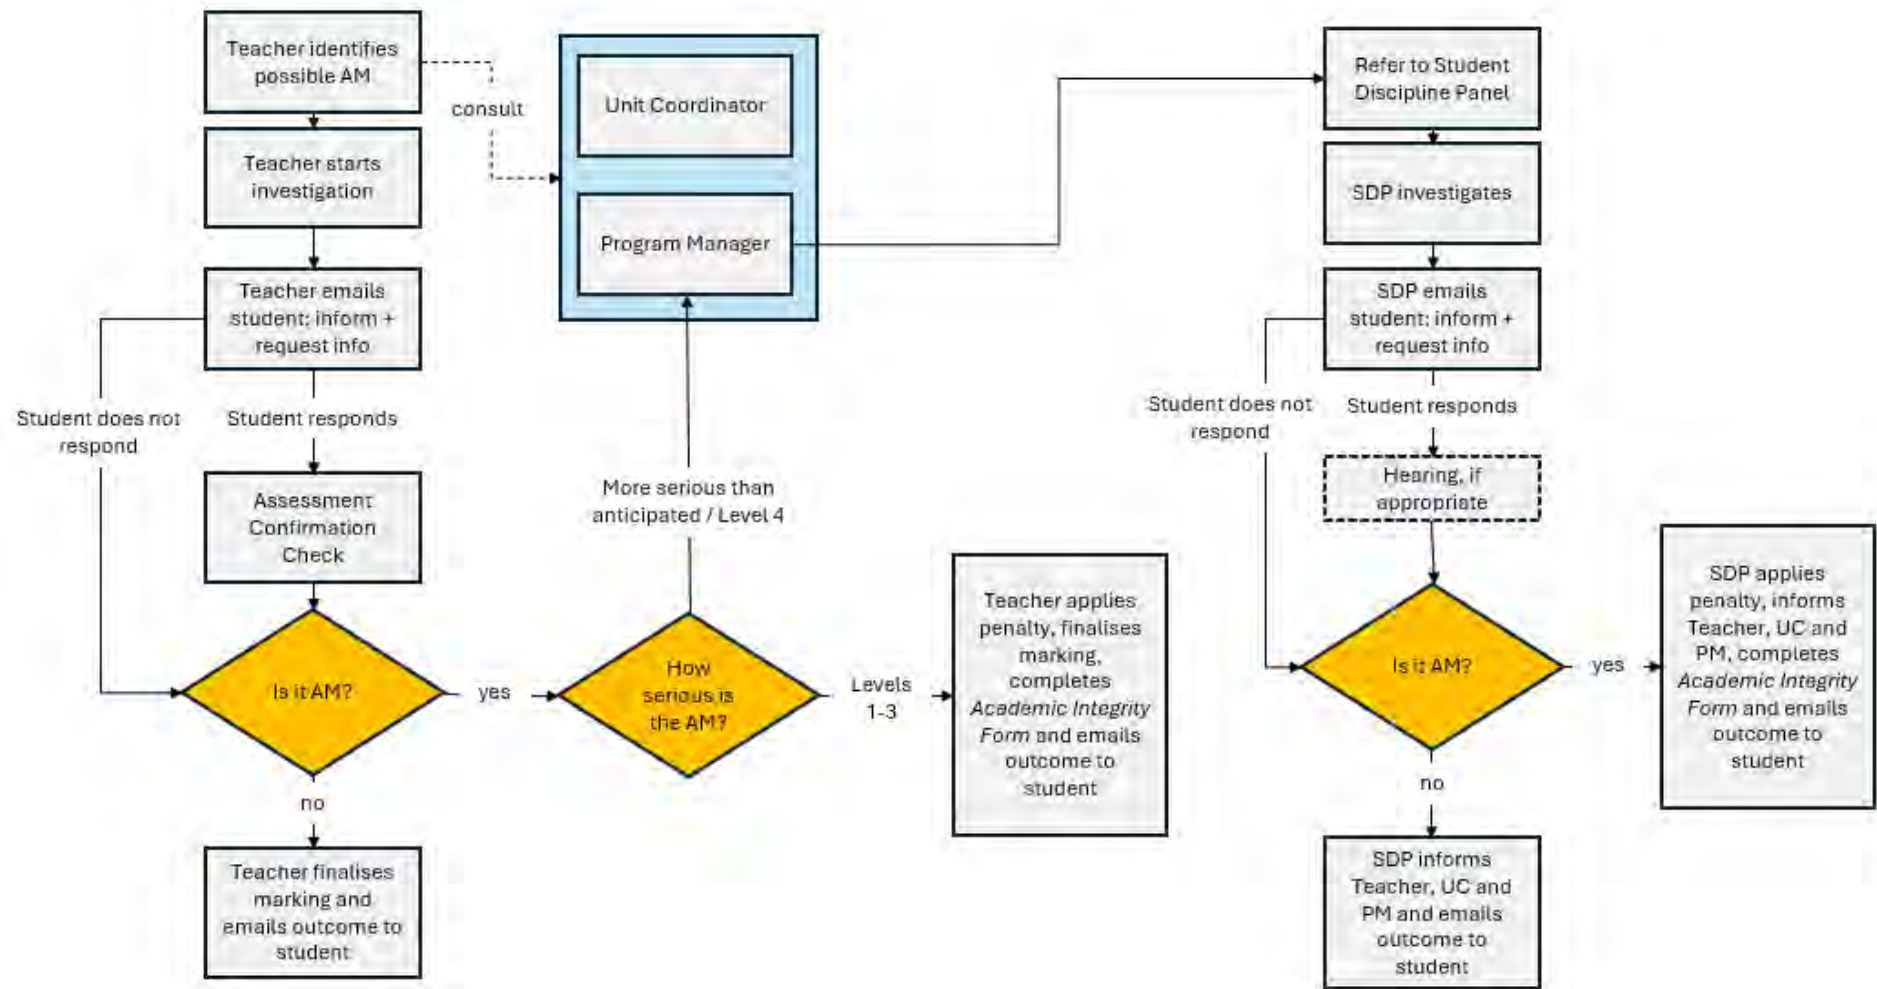 Teacher identifies
possible AM
consult
Teacher starts
investigation
Teacher emails
student: inform +
request info
Student does not
respond
Student responds
Assessment
Confirmation
Check
Is it AM?
yes
no
Teacher finalises
marking and
emails outcome to
student
Unit Coordinator
Program Manager
More serious than
anticipated / Level 4
How
serious is
the AM?
Levels
1-3
Teacher applies
penalty, finalises
marking,
completes
Academic Integrity
Form and emails
outcome to
student
Refer to Student
Discipline Panel
SDP investigates
SDP emails
student: inform +
request info
Student does not
respond
Student responds
Hearing, if
appropriate
Is it AM?
yes
no
SDP applies
penalty, informs
Teacher, UC and
PM, completes
Academic Integrity
Form and emails
outcome to
student
SDP informs
Teacher, UC and
PM and emails
outcome to
student